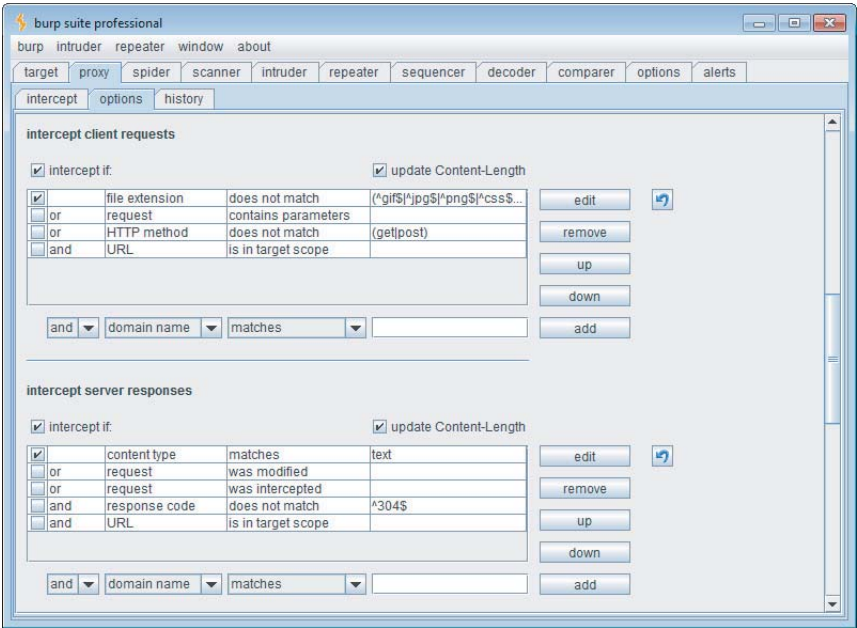 burp suite professional
burp intruder repeater window about
target proxy spider scanner intruder repeater sequencer decoder comparer options alerts
intercept options history
intercept client requests
intercept if: update Content-Length
file extension does not match (^gif$|^jpg$|^png$|^css$... edit
or request contains parameters
or HTTP method does not match (get|post) remove
and URL is in target scope
up
down
and domain name matches add
intercept server responses
intercept if: update Content-Length
content type matches text edit
or request was modified
or request was intercepted remove
and response code does not match ^304$
and URL is in target scope up
down
and domain name matches add